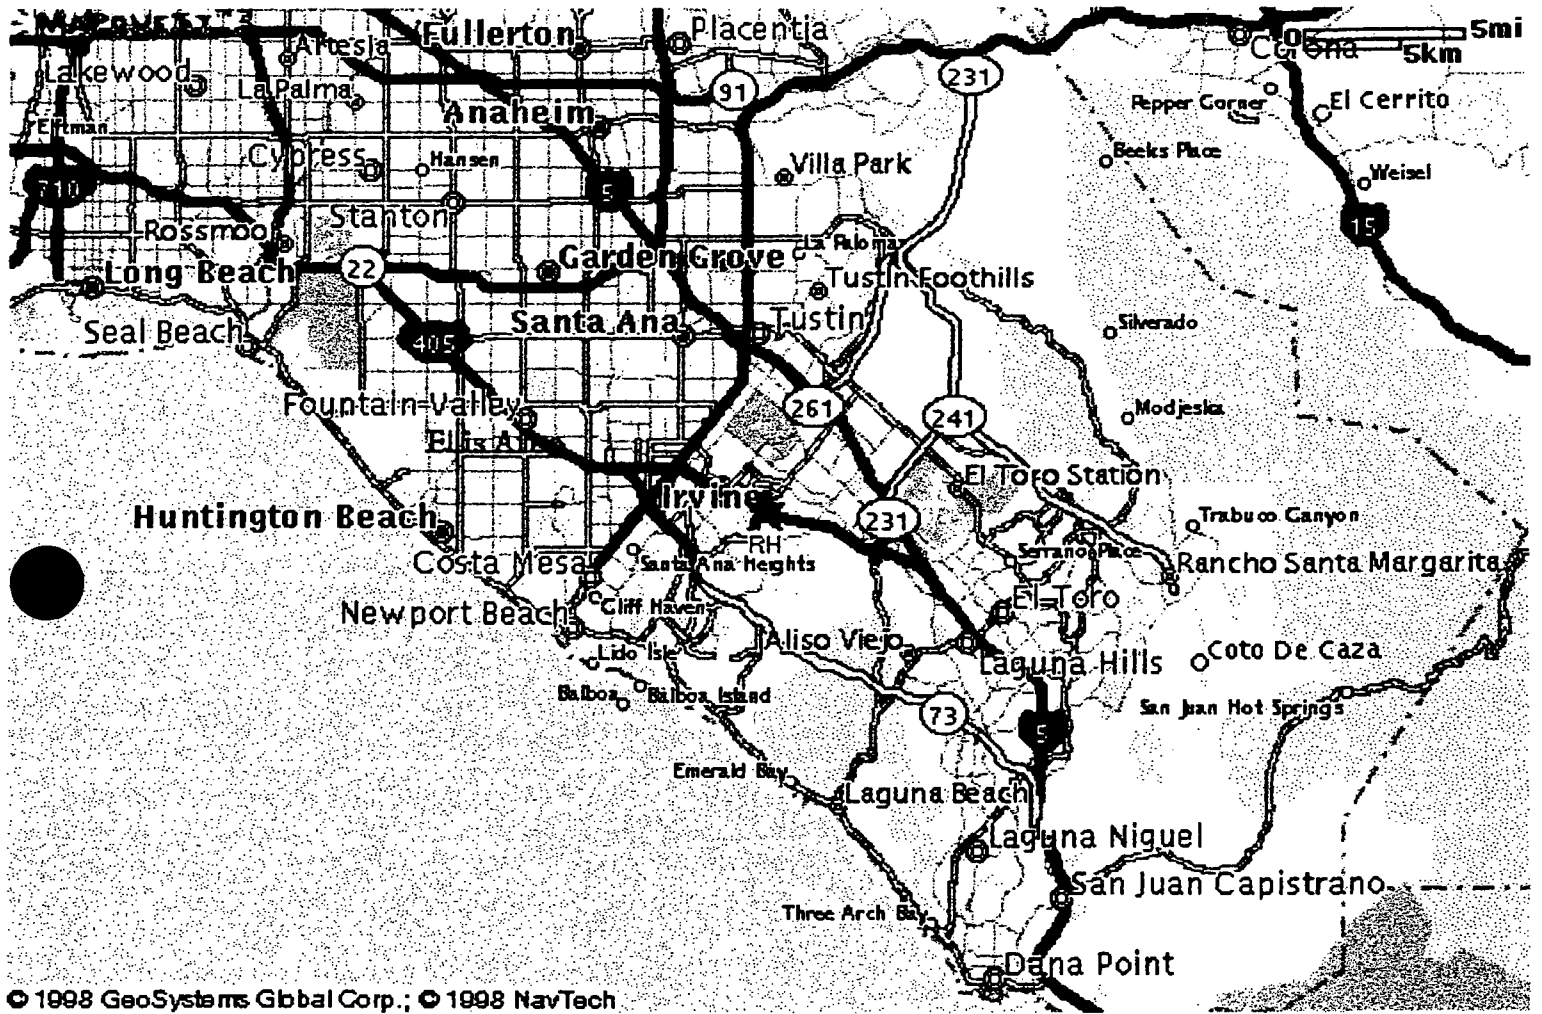 MAPQUEST
Fullerton
Placentia
5mi
5km
Artesia
Corona
Lakewood
La Palma
91
231
Pepper Corner
El Cerrito
Anaheim
Cypress
Hansen
Villa Park
Beeks Place
Weisel
710
5
15
Stanton
Rossmoor
La Paloma
Long Beach
22
Garden Grove
Tustin Foothills
Seal Beach
405
Santa Ana
Tustin
Silverado
Fountain Valley
261
241
Modjeska
El Toro Station
Irvine
Huntington Beach
231
Trabuco Canyon
RH
Costa Mesa
Santa Ana Heights
Serrano Place
Rancho Santa Margarita
Newport Beach
Cliff Haven
El Toro
Lido Isle
Aliso Viejo
Laguna Hills
Coto De Caza
Balboa
Balboa Island
73
5
San Juan Hot Springs
Emerald Bay
Laguna Beach
Laguna Niguel
San Juan Capistrano
Three Arch Bay
Dana Point
© 1998 GeoSystems Global Corp.; © 1998 NavTech